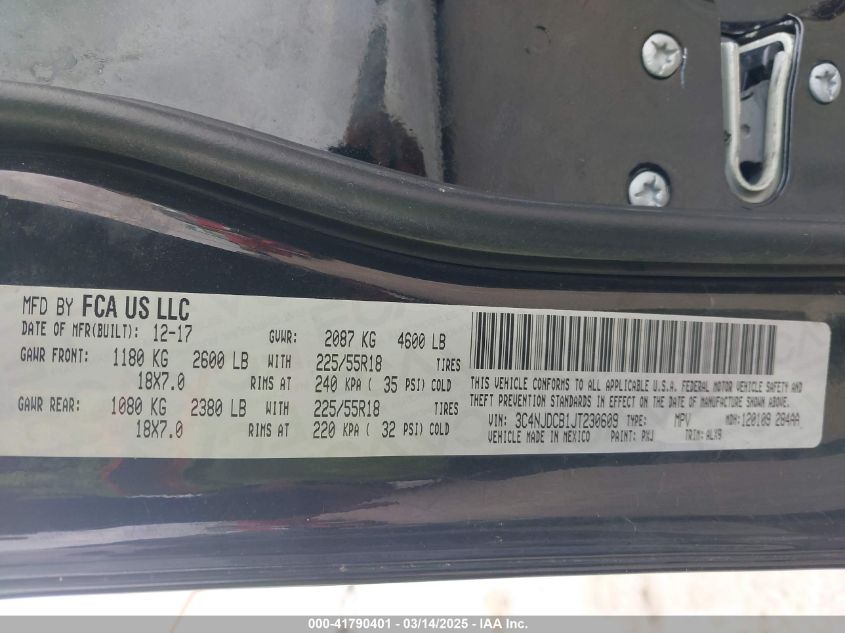 MFD BY FCA US LLC
DATE OF MFR(BUILT): 12-17 GVWR: 2087 KG 4600 LB
GAWR FRONT: 1180 KG 2600 LB WITH 225/55R18 TIRES
18X7.0 RIMS AT 240 KPA ( 35 PSI) COLD
GAWR REAR: 1080 KG 2380 LB WITH 225/55R18 TIRES
18X7.0 RIMS AT 220 KPA ( 32 PSI) COLD
THIS VEHICLE CONFORMS TO ALL APPLICABLE U.S.A. FEDERAL MOTOR VEHICLE SAFETY AND
THEFT PREVENTION STANDARDS IN EFFECT ON THE DATE OF MANUFACTURE SHOWN ABOVE.
VIN: 3C4NJDCB1JT230609 TYPE: MPV MDH: 120109 284AA
VEHICLE MADE IN MEXICO PAINT: PXJ TRIM: ALX9
000-41790401 - 03/14/2025 - IAA Inc.